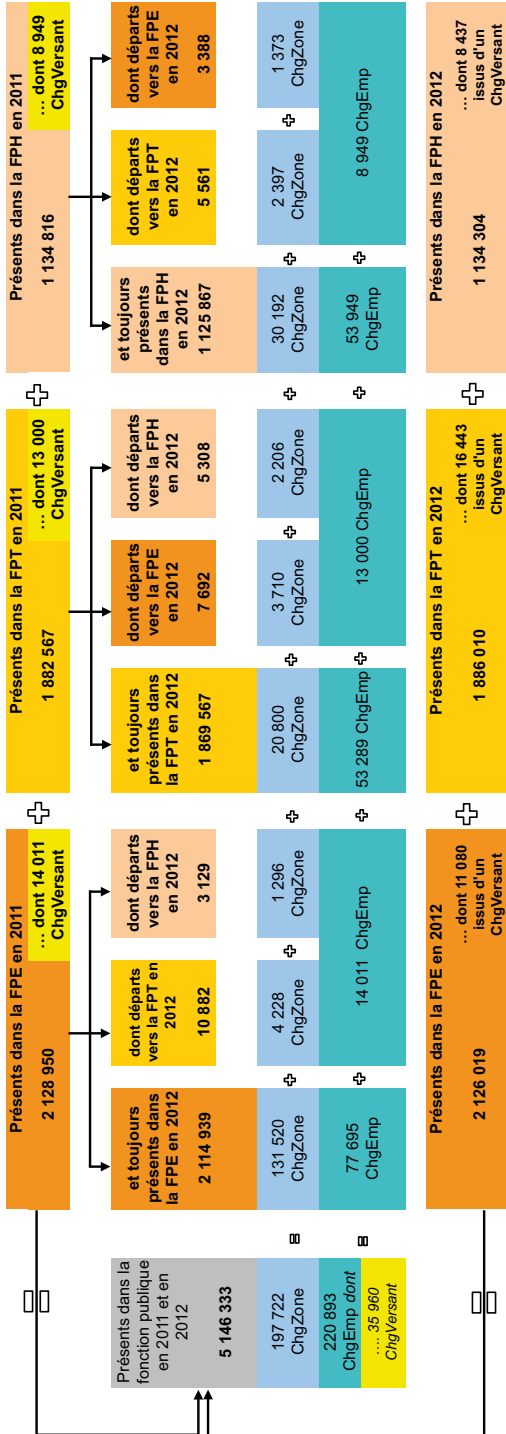 Présents dans la FPE en 2011
2 128 950
… dont 14 011
ChgVersant
Présents dans la FPT en 2011
1 882 567
… dont 13 000
ChgVersant
Présents dans la FPH en 2011
1 134 816
… dont 8 949
ChgVersant
Présents dans la
fonction publique
en 2011 et en
2012
5 146 333
et toujours
présents dans
la FPE en 2012
2 114 939
dont départs
vers la FPT en
2012
10 882
dont départs
vers la FPH
en 2012
3 129
et toujours
présents dans
la FPT en 2012
1 869 567
dont départs
vers la FPE
en 2012
7 692
dont départs
vers la FPH
en 2012
5 308
et toujours
présents
dans la FPH
en 2012
1 125 867
dont départs
vers la FPT
en 2012
5 561
dont départs
vers la FPE
en 2012
3 388
197 722
ChgZone
=
131 520
ChgZone
4 228
ChgZone
1 296
ChgZone
20 800
ChgZone
3 710
ChgZone
2 206
ChgZone
30 192
ChgZone
2 397
ChgZone
1 373
ChgZone
220 893
ChgEmp dont
…. 35 960
ChgVersant
=
77 695
ChgEmp
14 011 ChgEmp
53 289 ChgEmp
13 000 ChgEmp
53 949
ChgEmp
8 949 ChgEmp
Présents dans la FPE en 2012
2 126 019
… dont 11 080
issus d'un
ChgVersant
Présents dans la FPT en 2012
1 886 010
… dont 16 443
issus d'un
ChgVersant
Présents dans la FPH en 2012
1 134 304
… dont 8 437
issus d'un
ChgVersant